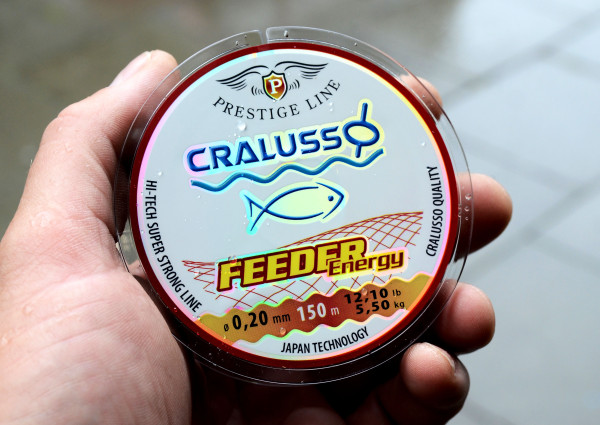 P
PRESTIGE LINE
CRALUSSO
HI-TECH SUPER STRONG LINE
CRALUSSO QUALITY
FEEDER
Energy
ø 0,20 mm 150 m 12,10 lb
5,50 kg
JAPAN TECHNOLOGY